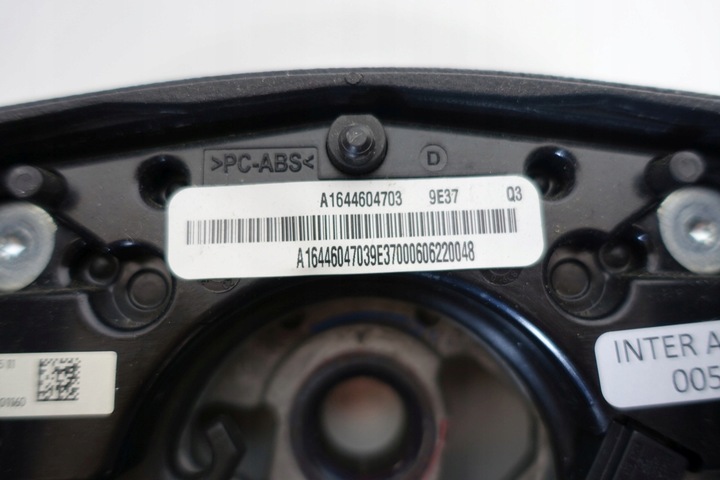 >PC-ABS<
D
A1644604703 9E37 Q3
A16446047039E37000606220048
INTER A
005